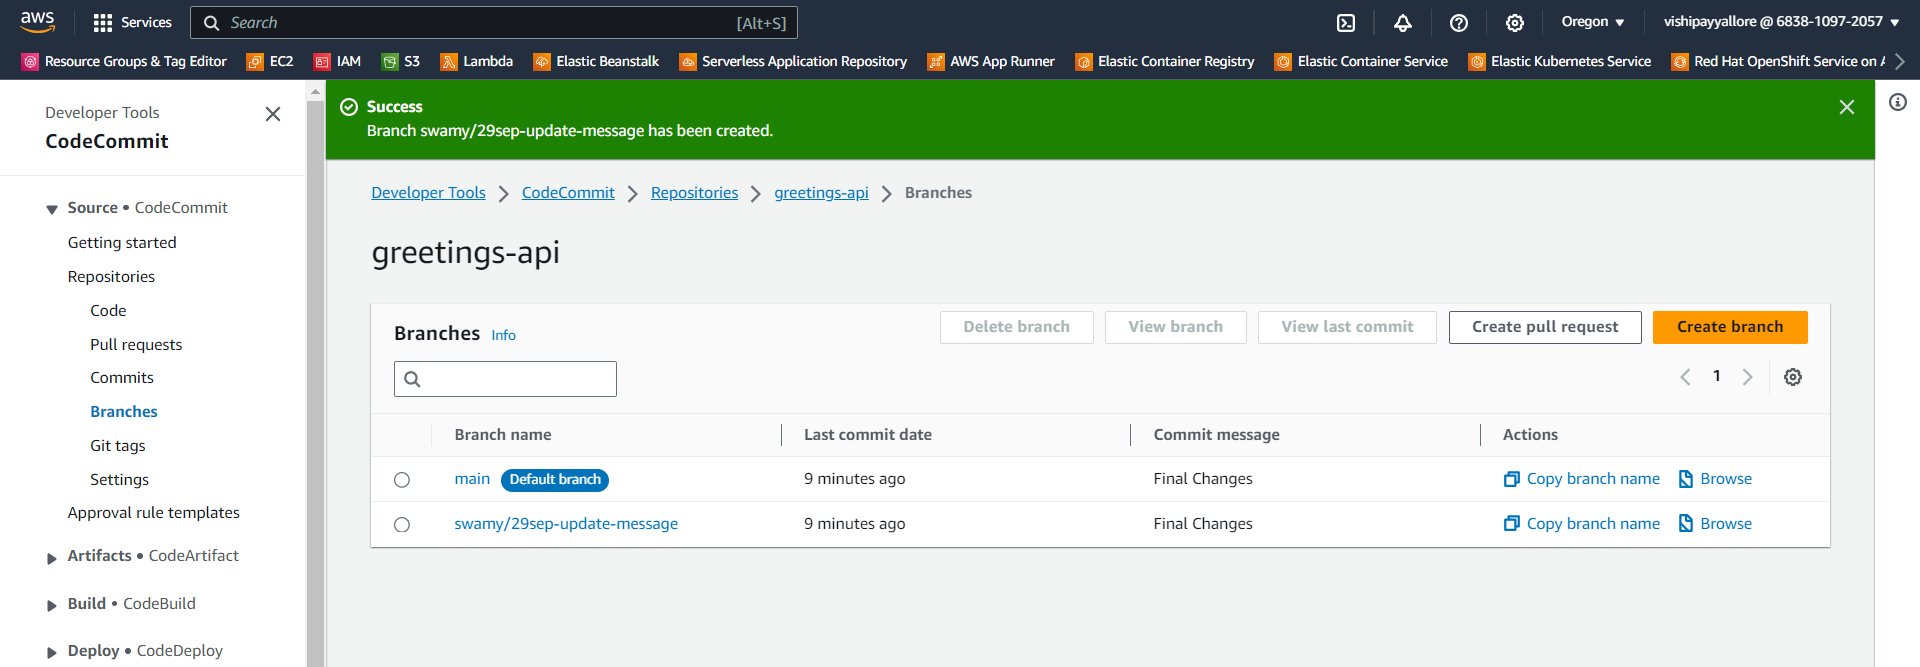 aws Services Search [Alt+S] Oregon vishipayyallore @ 6838-1097-2057
Resource Groups & Tag Editor EC2 IAM S3 Lambda Elastic Beanstalk Serverless Application Repository AWS App Runner Elastic Container Registry Elastic Container Service Elastic Kubernetes Service Red Hat OpenShift Service on A
Developer Tools
CodeCommit
Source • CodeCommit
Getting started
Repositories
Code
Pull requests
Commits
Branches
Git tags
Settings
Approval rule templates
Artifacts • CodeArtifact
Build • CodeBuild
Deploy • CodeDeploy
Success
Branch swamy/29sep-update-message has been created.
Developer Tools CodeCommit Repositories greetings-api Branches
greetings-api
Branches Info Delete branch View branch View last commit Create pull request Create branch
1
Branch name Last commit date Commit message Actions
main Default branch 9 minutes ago Final Changes Copy branch name Browse
swamy/29sep-update-message 9 minutes ago Final Changes Copy branch name Browse